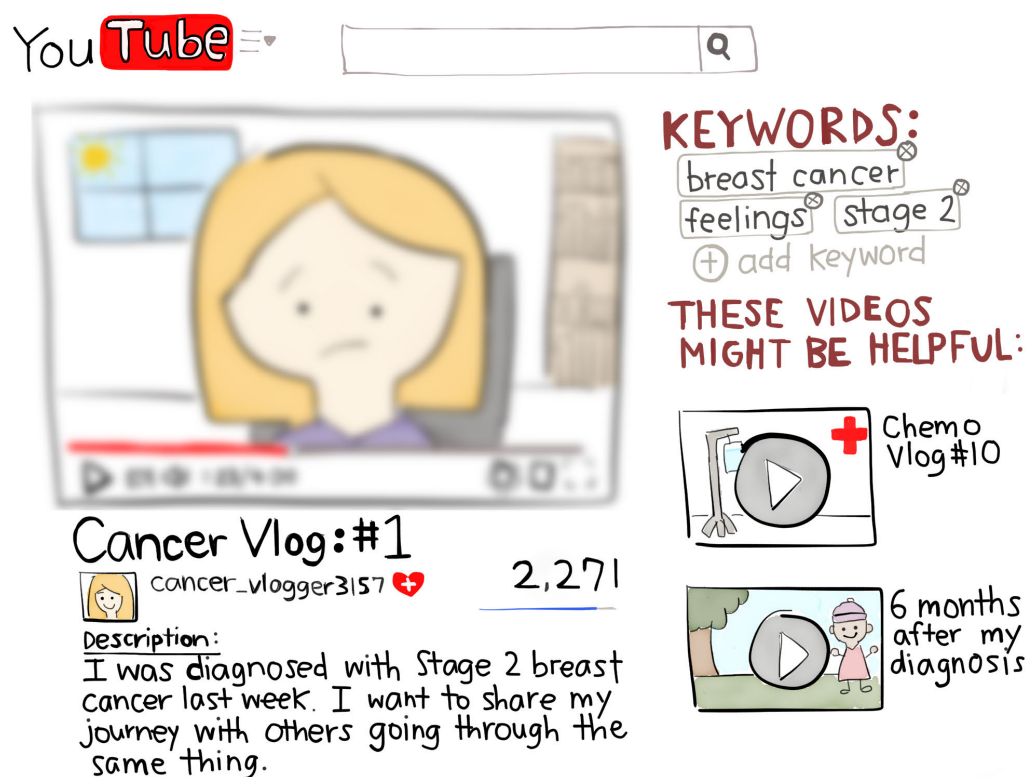 YouTube
KEYWORDS:
breast cancer
feelings stage 2
+ add keyword
THESE VIDEOS
MIGHT BE HELPFUL:
Chemo
Vlog #10
6 months
after my
diagnosis
Cancer Vlog: #1
cancer_vlogger3157
2,271
Description:
I was diagnosed with Stage 2 breast
cancer last week. I want to share my
journey with others going through the
same thing.